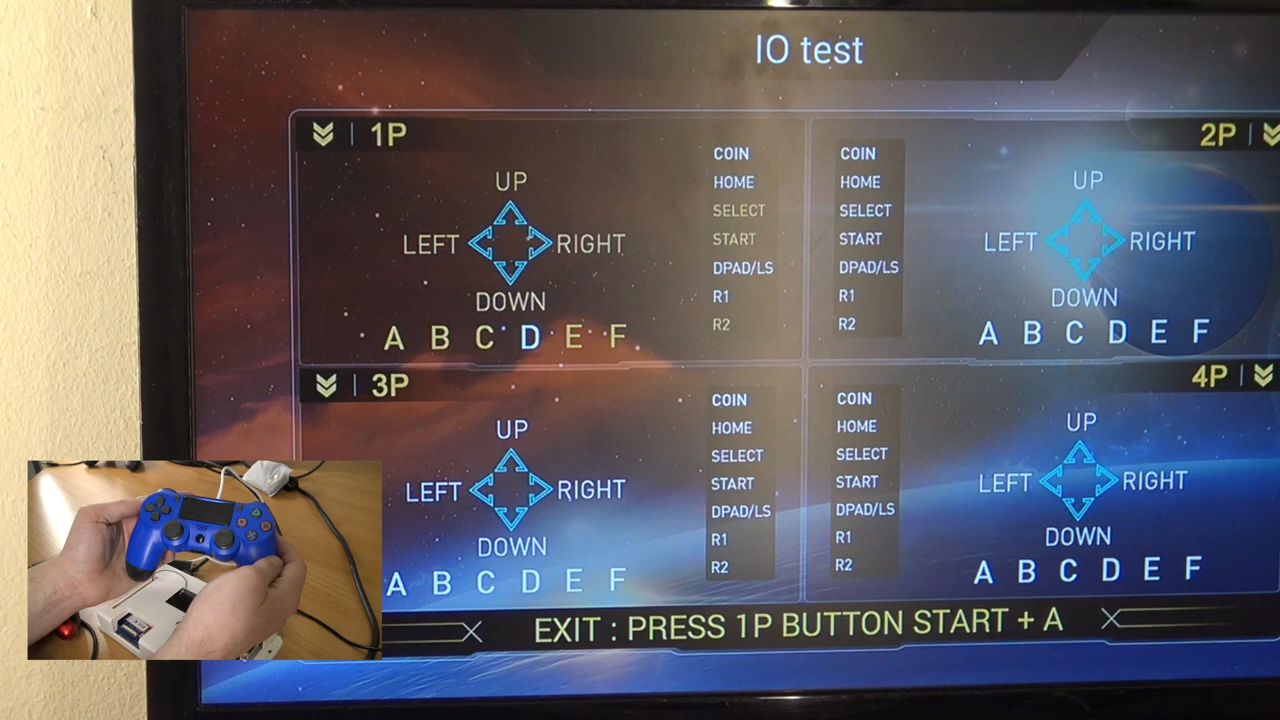 IO test
1P
UP
LEFT RIGHT
DOWN
A B C D E F
COIN
HOME
SELECT
START
DPAD/LS
R1
R2
2P
COIN
HOME
SELECT
START
DPAD/LS
R1
R2
UP
LEFT RIGHT
DOWN
A B C D E F
3P
UP
LEFT RIGHT
DOWN
A B C D E F
COIN
HOME
SELECT
START
DPAD/LS
R1
R2
4P
COIN
HOME
SELECT
START
DPAD/LS
R1
R2
UP
LEFT RIGHT
DOWN
A B C D E F
EXIT : PRESS 1P BUTTON START + A